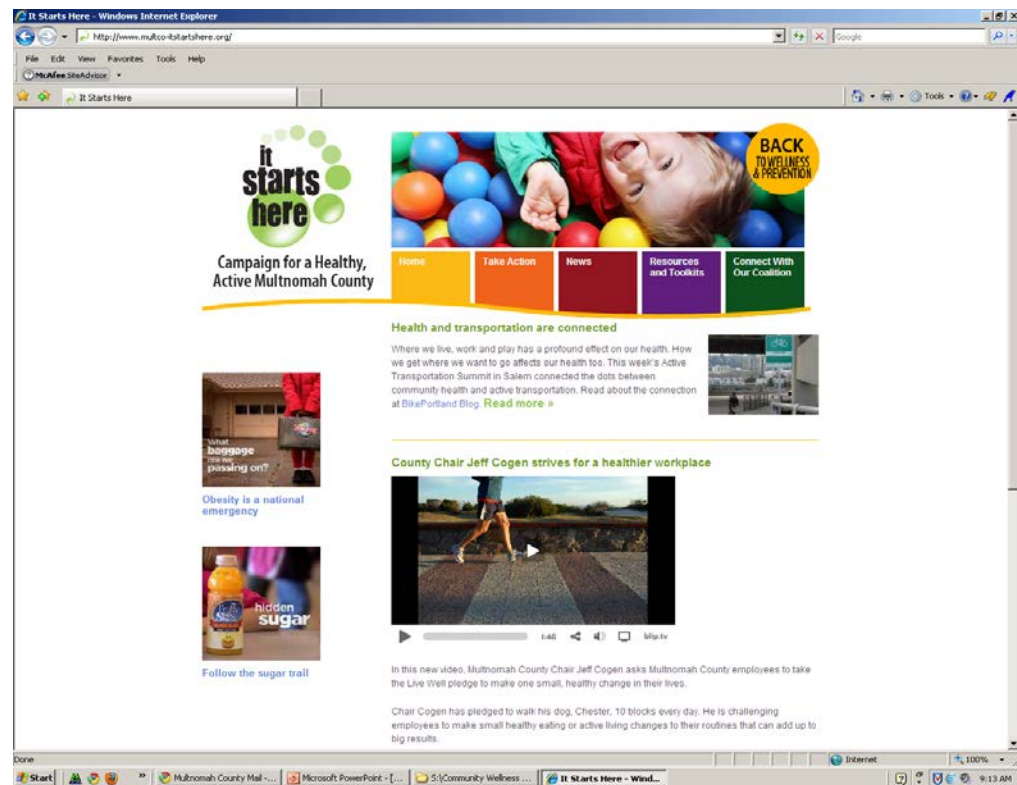 It Starts Here - Windows Internet Explorer
http://www.multco-itstartshere.org/
Google
File Edit View Favorites Tools Help
McAfee SiteAdvisor
It Starts Here
Tools
it
starts
here
Campaign for a Healthy,
Active Multnomah County
BACK
TO WELLNESS
& PREVENTION
Home
Take Action
News
Resources
and Toolkits
Connect With
Our Coalition
Health and transportation are connected
Where we live, work and play has a profound effect on our health. How
we get where we want to go affects our health too. This week's Active
Transportation Summit in Salem connected the dots between
community health and active transportation. Read about the connection
at BikePortland Blog. Read more »
What
baggage
are we
passing on?
Obesity is a national
emergency
hidden
sugar
Follow the sugar trail
County Chair Jeff Cogen strives for a healthier workplace
1:46
blip.tv
In this new video, Multnomah County Chair Jeff Cogen asks Multnomah County employees to take
the Live Well pledge to make one small, healthy change in their lives.
Chair Cogen has pledged to walk his dog, Chester, 10 blocks every day. He is challenging
employees to make small healthy eating or active living changes to their routines that can add up to
big results.
Done
Internet
100%
Start
Multnomah County Mail -...
Microsoft PowerPoint - [...
S:\Community Wellness ...
It Starts Here - Wind...
9:13 AM